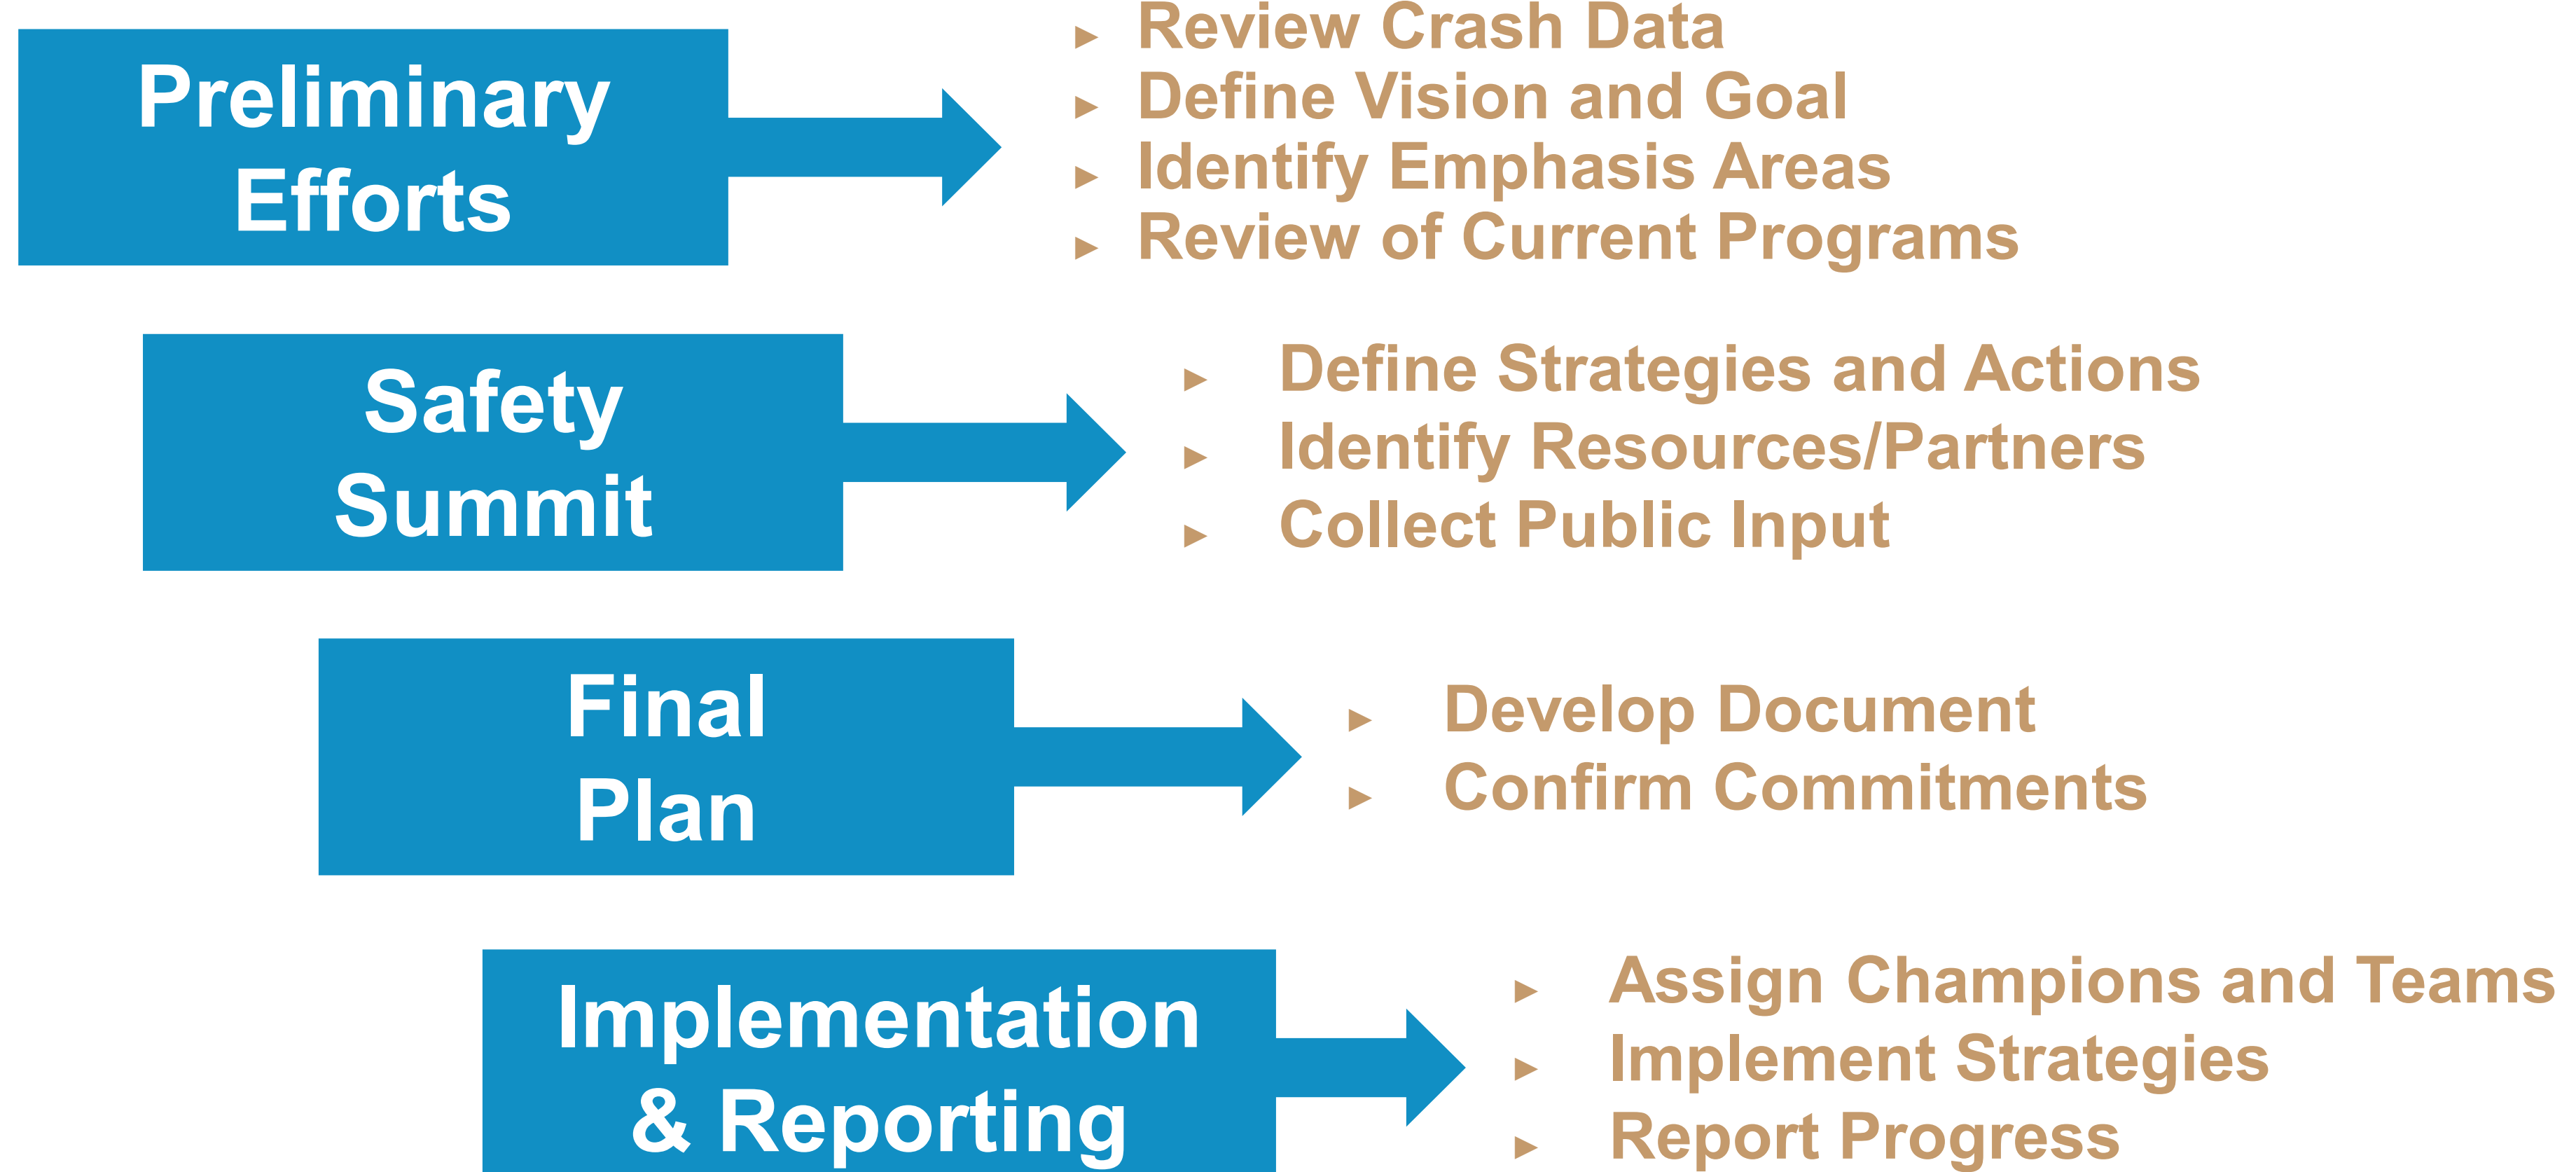 Preliminary
Efforts
► Review Crash Data
► Define Vision and Goal
► Identify Emphasis Areas
► Review of Current Programs
Safety
Summit
► Define Strategies and Actions
► Identify Resources/Partners
► Collect Public Input
Final
Plan
► Develop Document
► Confirm Commitments
Implementation
& Reporting
► Assign Champions and Teams
► Implement Strategies
► Report Progress